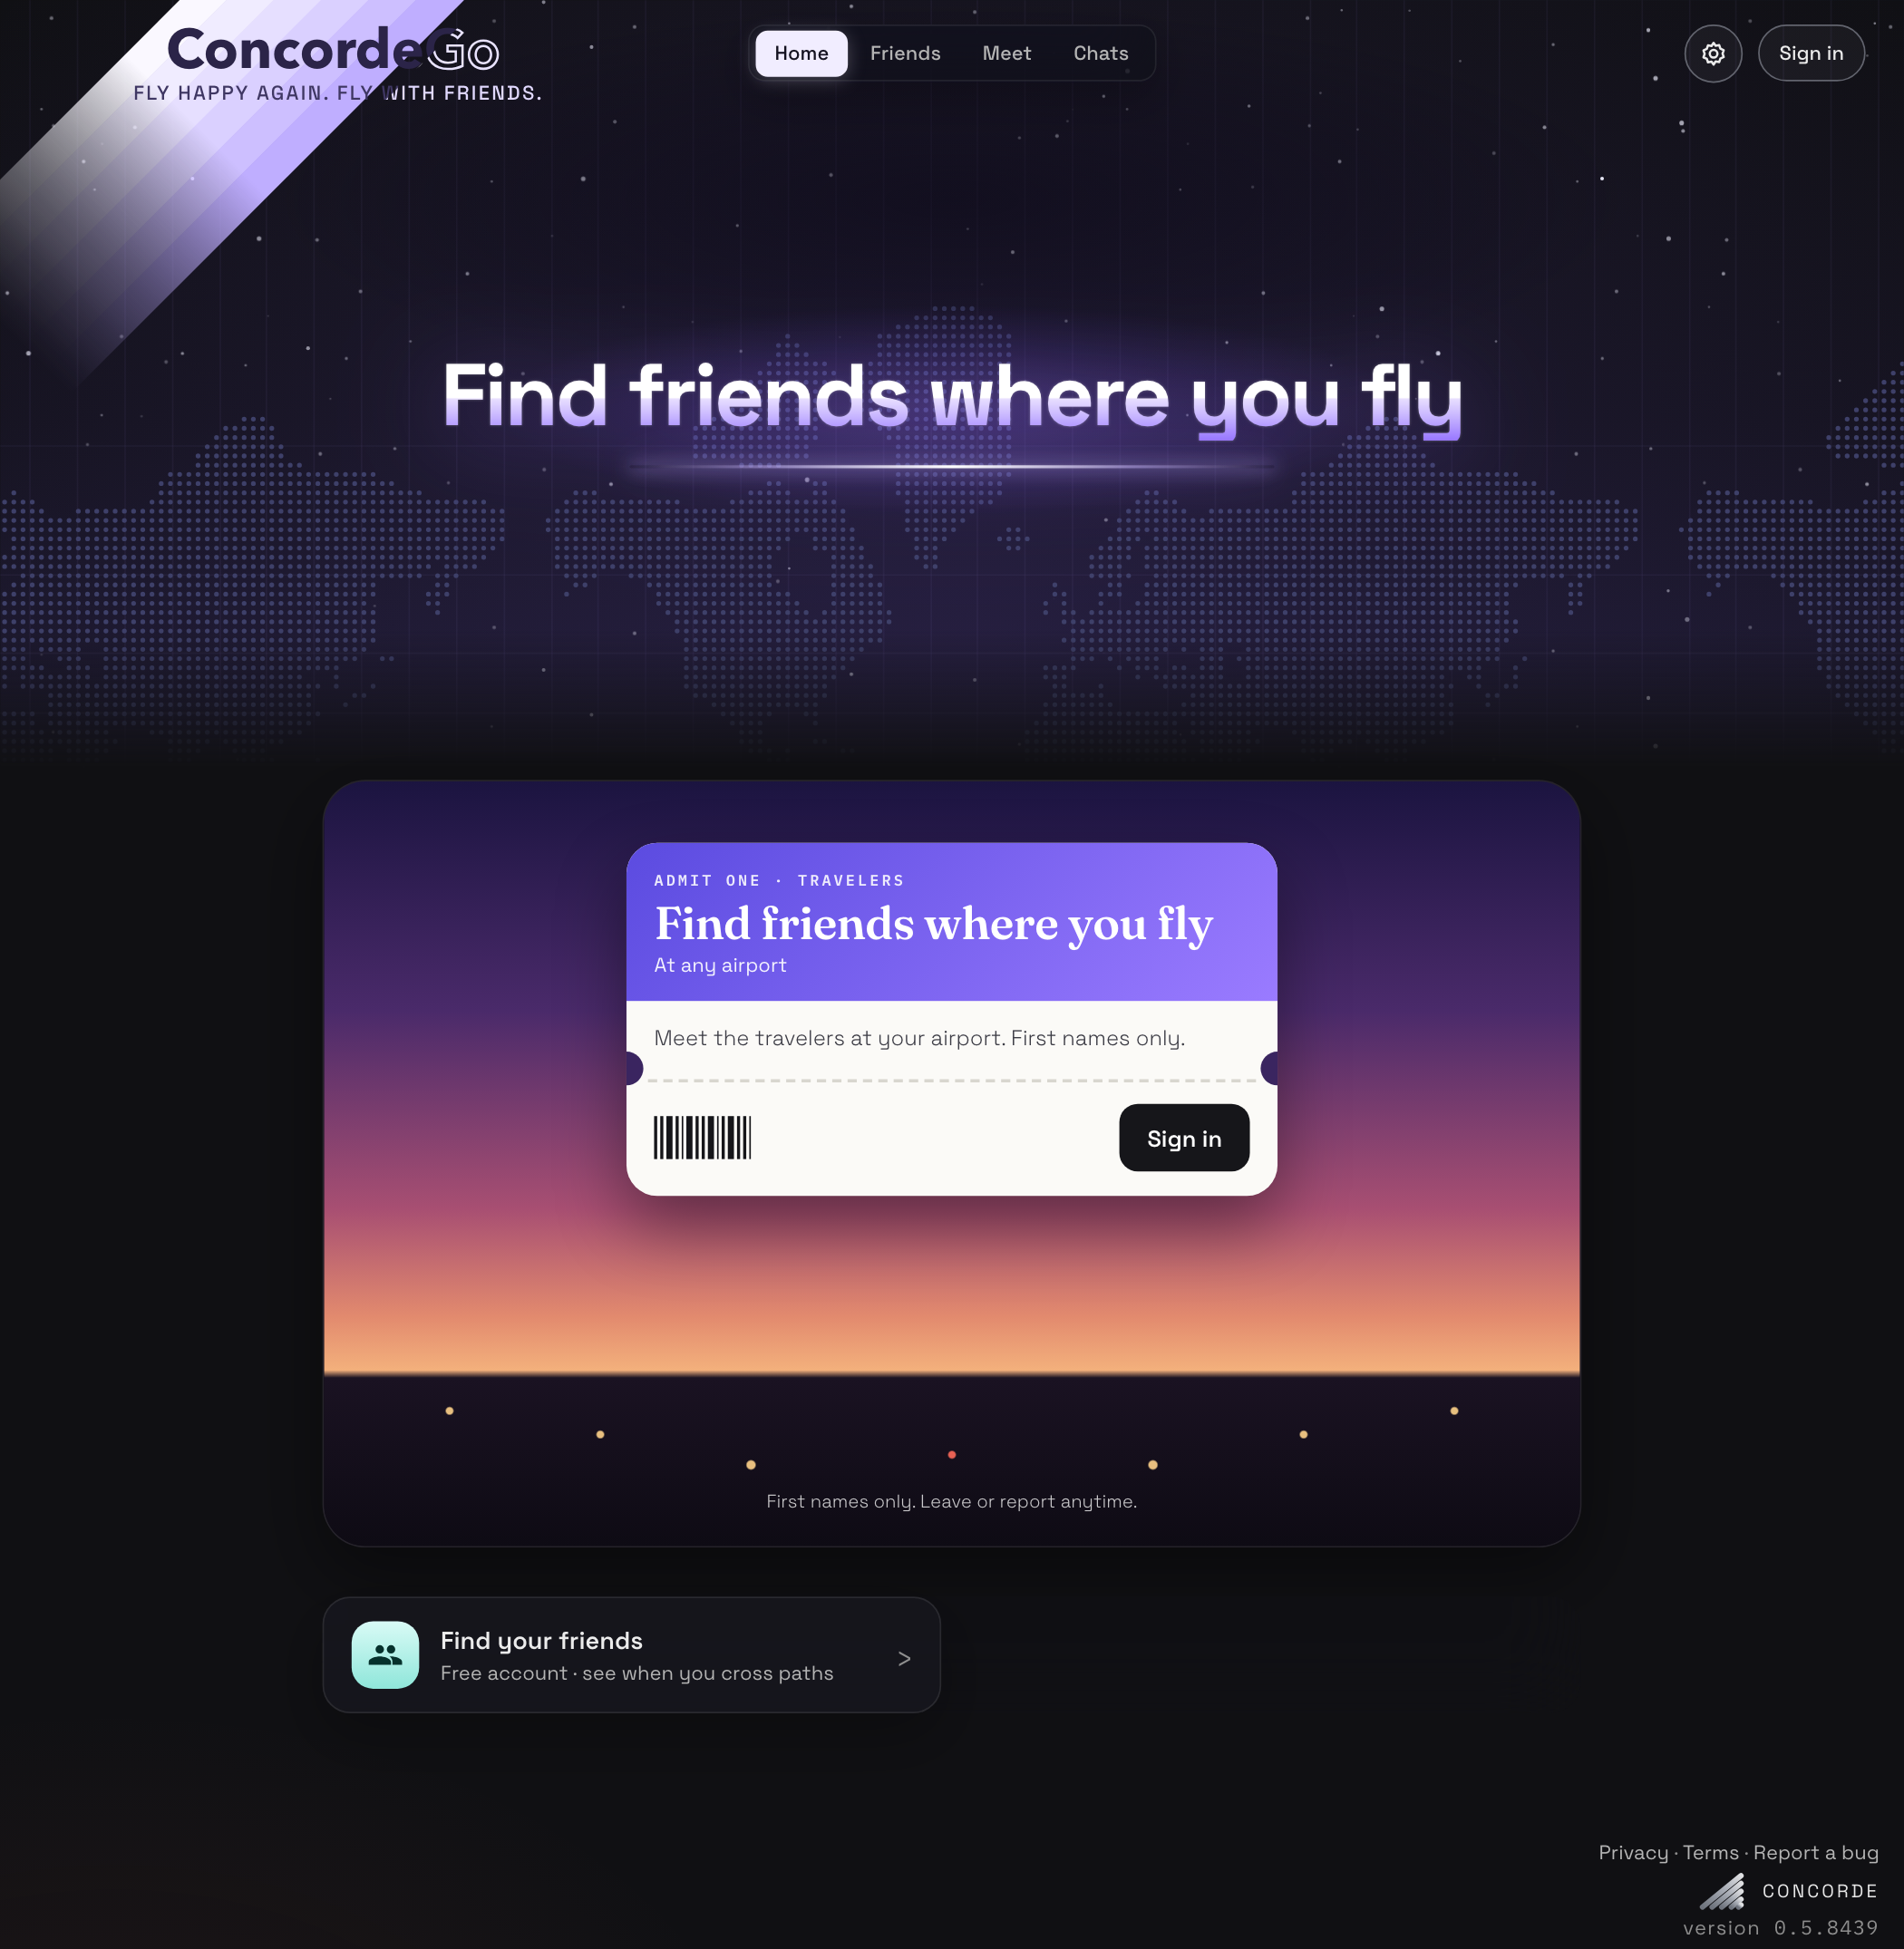 ConcordeGo
FLY HAPPY AGAIN. FLY WITH FRIENDS.
Home Friends Meet Chats
Sign in
Find friends where you fly
ADMIT ONE · TRAVELERS
Find friends where you fly
At any airport
Meet the travelers at your airport. First names only.
Sign in
First names only. Leave or report anytime.
Find your friends
Free account · see when you cross paths
>
Privacy · Terms · Report a bug
CONCORDE
version 0.5.8439